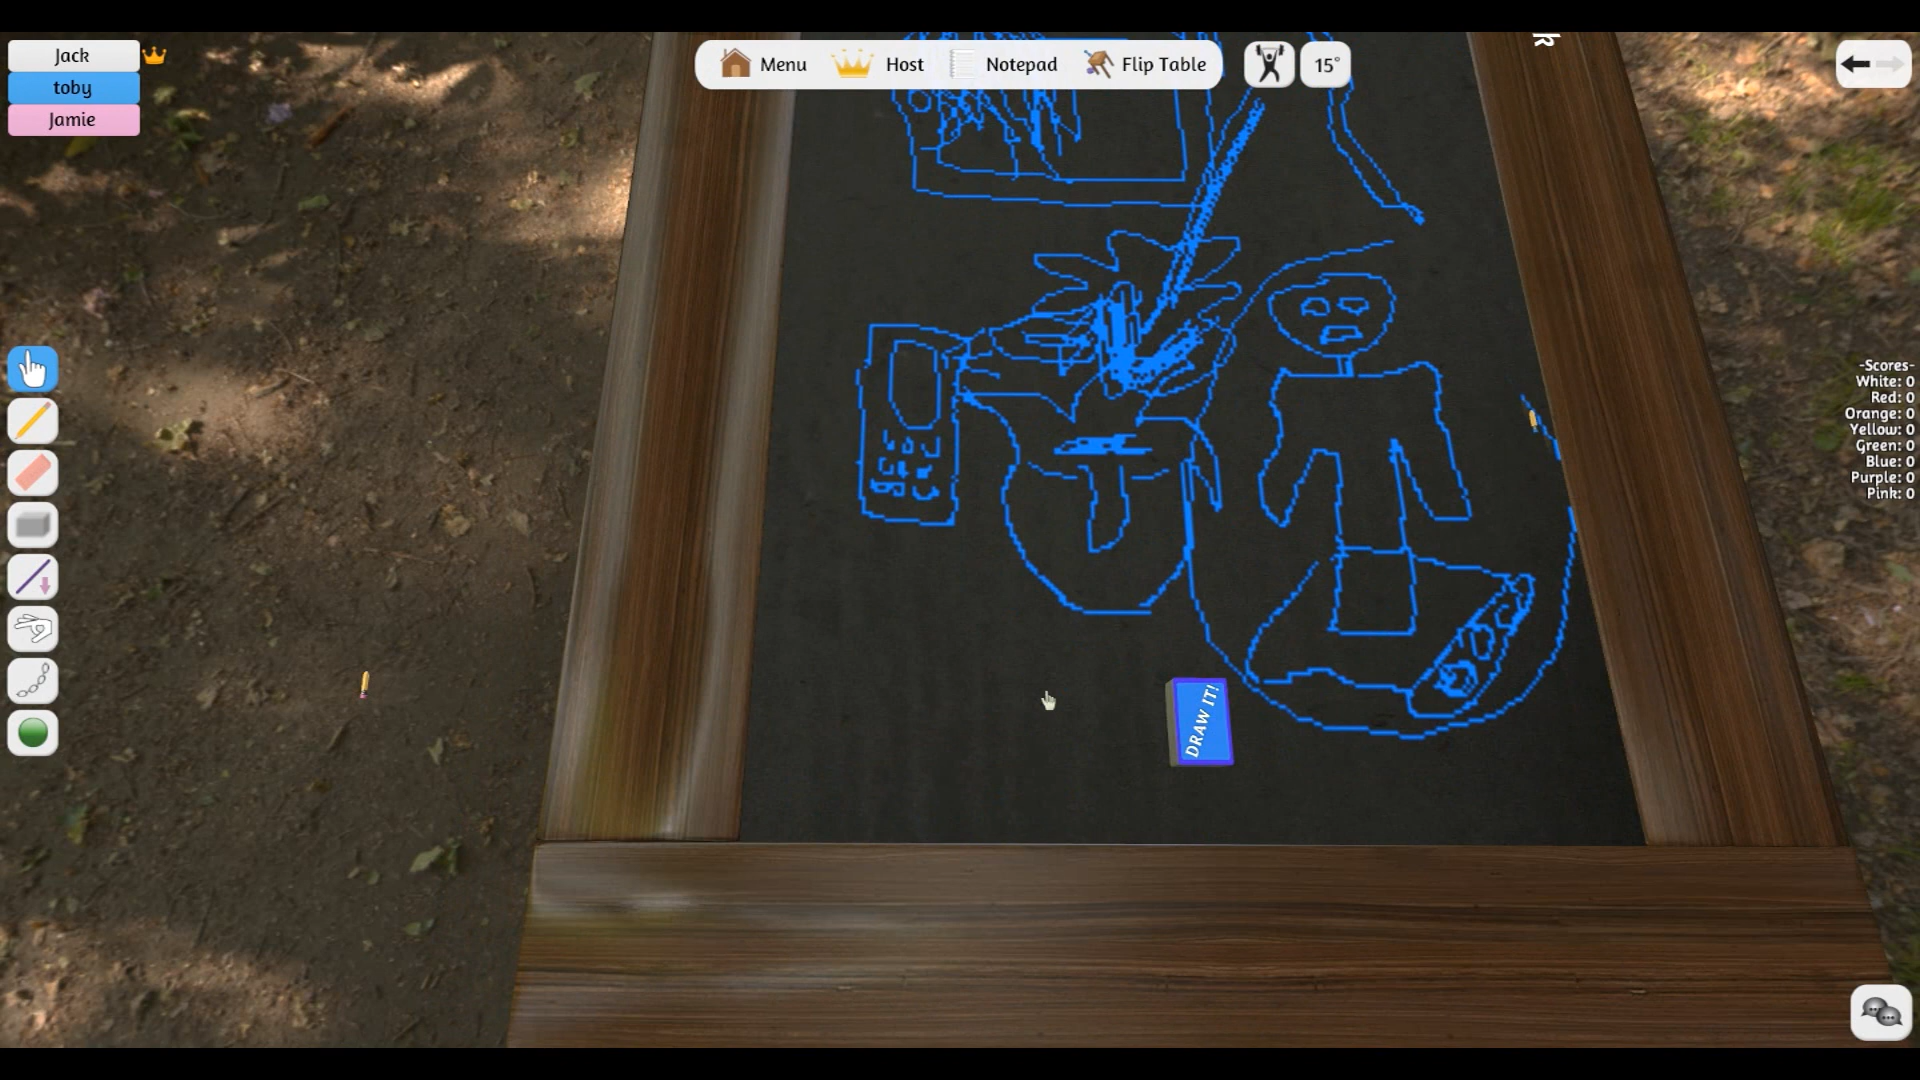 Jack
toby
Jamie
Menu
Host
Notepad
Flip Table
15°
-Scores-
White: 0
Red: 0
Orange: 0
Yellow: 0
Green: 0
Blue: 0
Purple: 0
Pink: 0
DRAW IT!